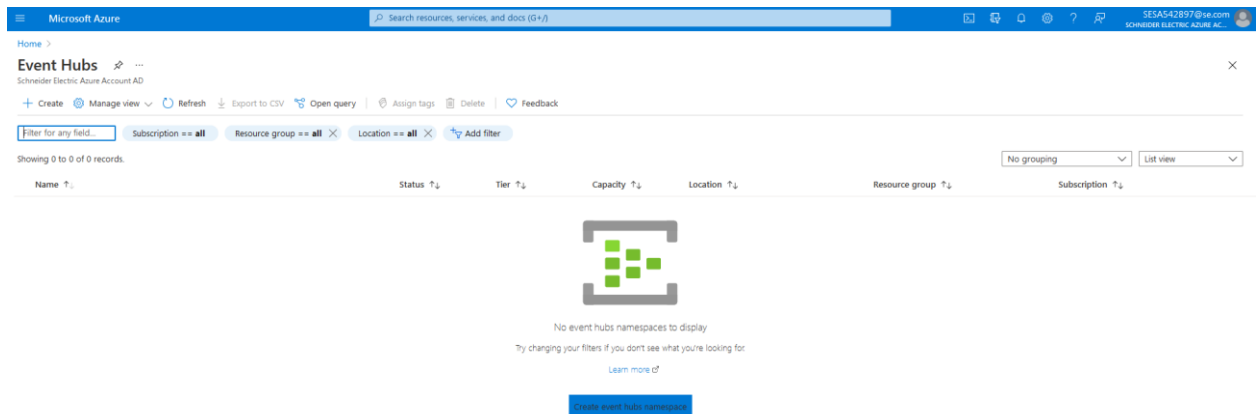 Microsoft Azure
Search resources, services, and docs (G+/)
SESA542897@se.com
SCHNEIDER ELECTRIC AZURE AC...
Home >
Event Hubs ...
Schneider Electric Azure Account AD
Create Manage view Refresh Export to CSV Open query Assign tags Delete Feedback
Filter for any field... Subscription == all Resource group == all Location == all Add filter
Showing 0 to 0 of 0 records.
No grouping List view
Name Status Tier Capacity Location Resource group Subscription
No event hubs namespaces to display
Try changing your filters if you don't see what you're looking for.
Learn more
Create event hubs namespace